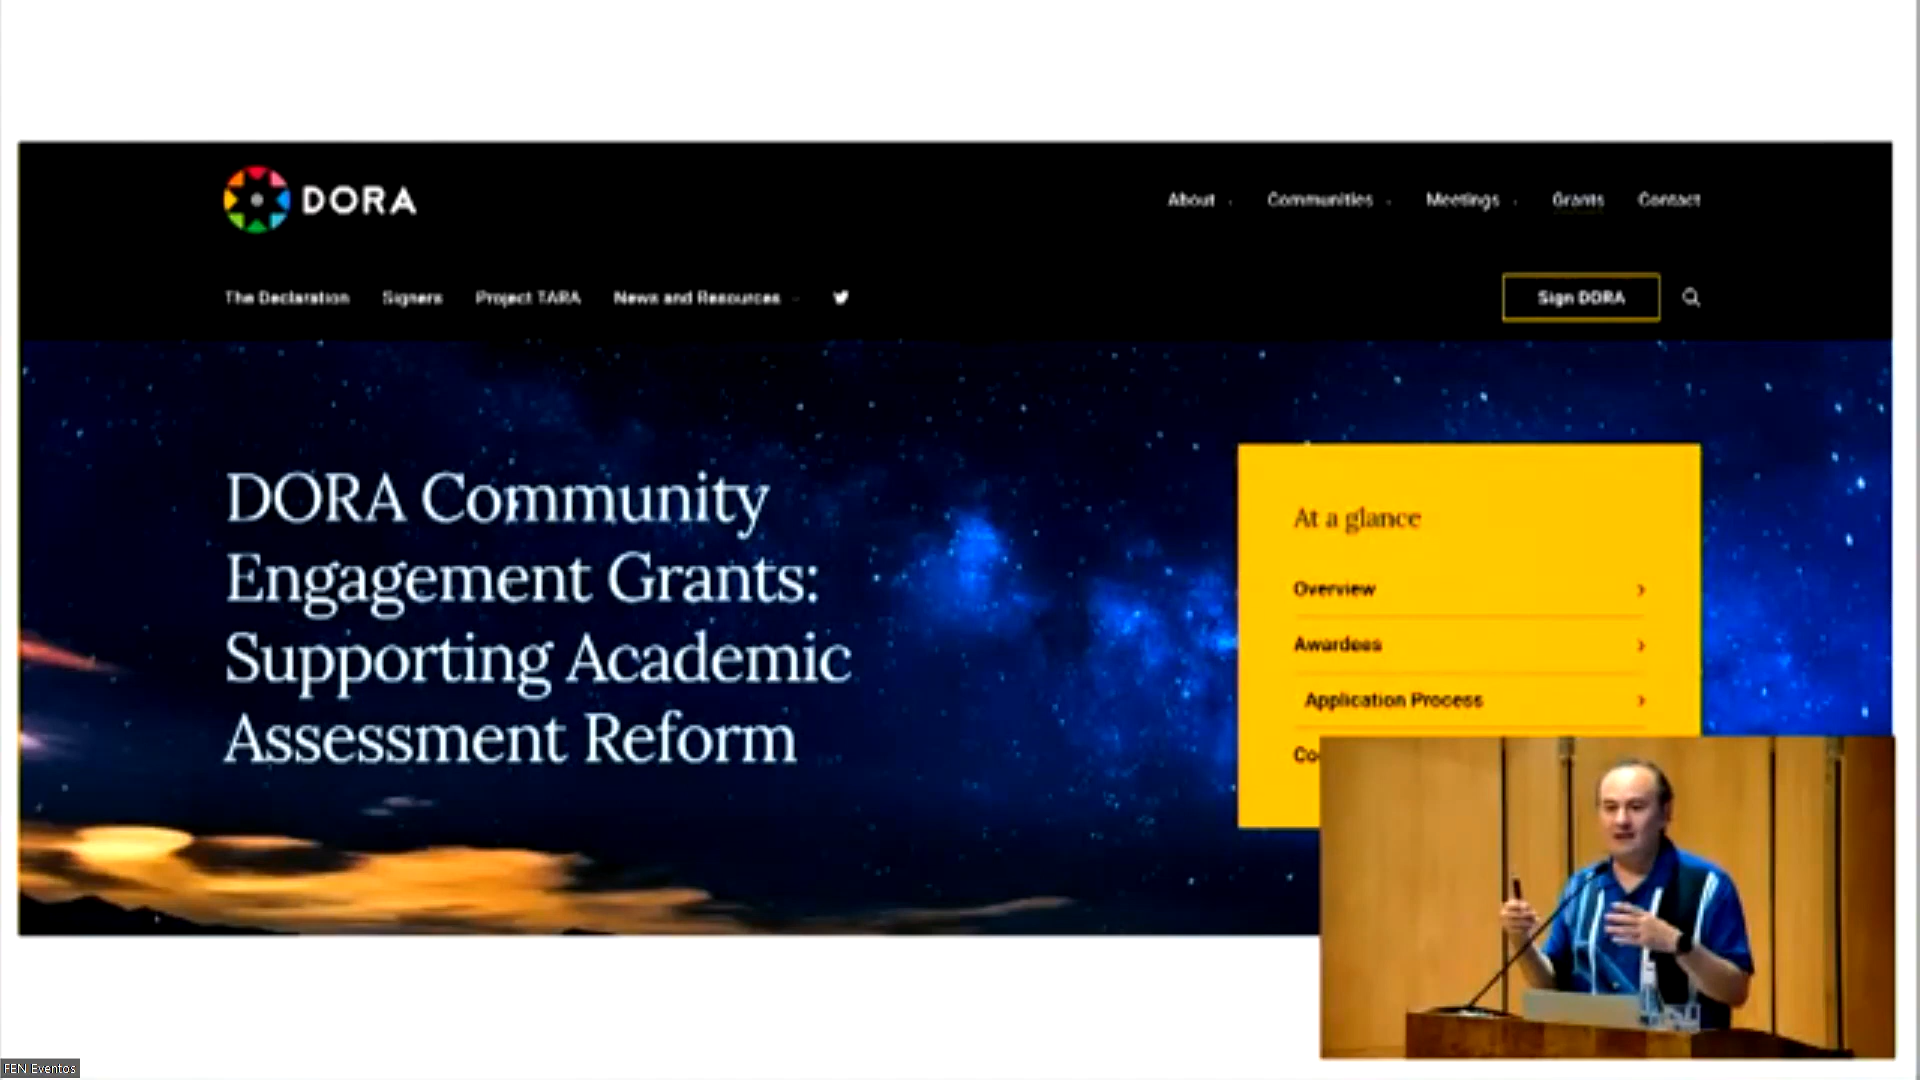 DORA
About
Communities
Meetings
Grants
Contact
The Declaration
Signers
Project TARA
News and Resources
Sign DORA
DORA Community
Engagement Grants:
Supporting Academic
Assessment Reform
At a glance
Overview
Awardees
Application Process
Co
FEN Eventos